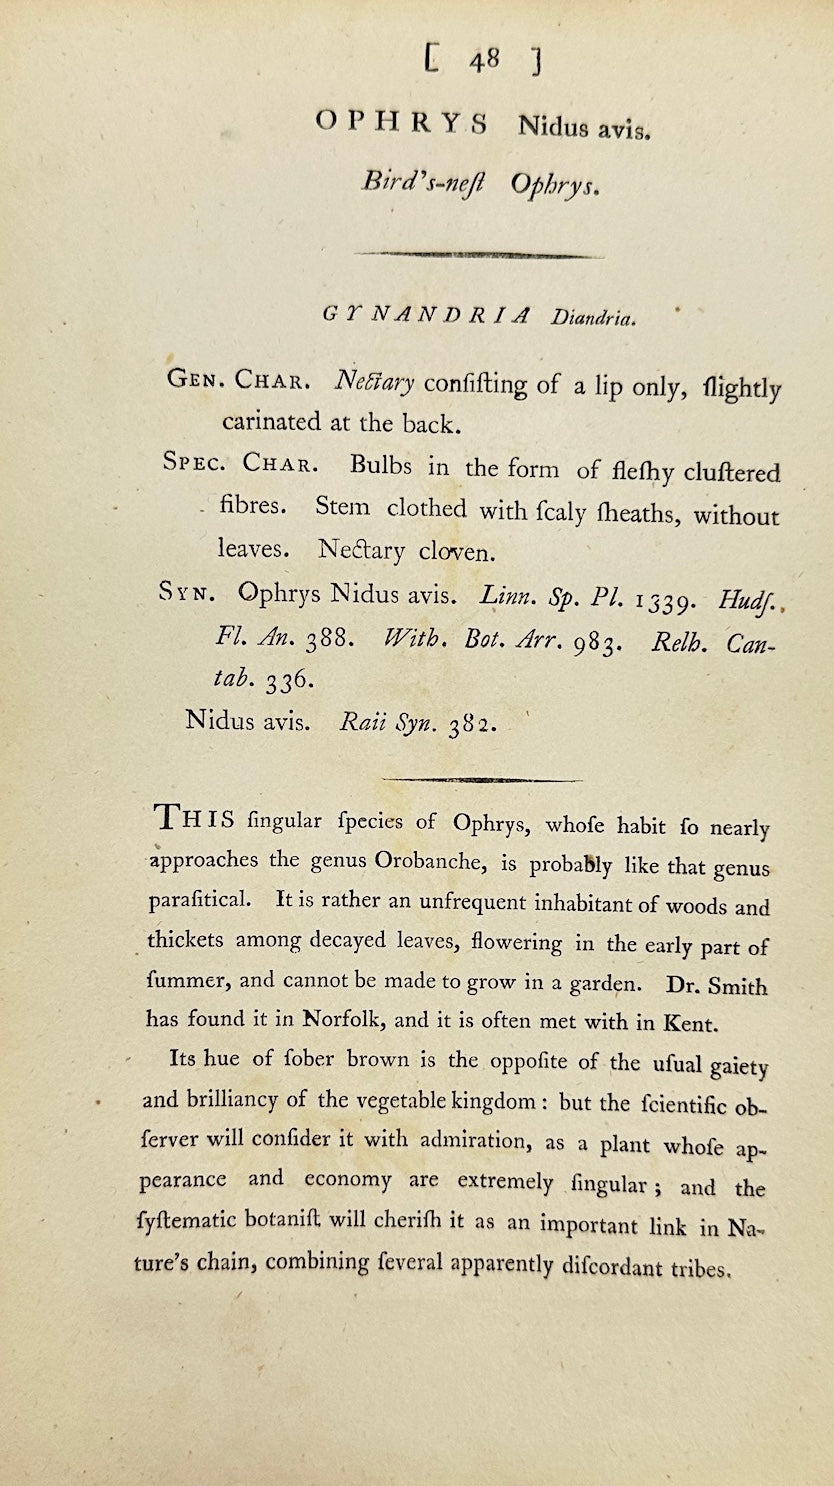 [ 48 ]
OPHRYS Nidus avis.
Bird's-neſt Ophrys.
GYNANDRIA Diandria.
GEN. CHAR. Nectary conſiſting of a lip only, ſlightly
carinated at the back.
SPEC. CHAR. Bulbs in the form of fleſhy cluſtered
fibres. Stem clothed with ſcaly ſheaths, without
leaves. Nectary cloven.
SYN. Ophrys Nidus avis. Linn. Sp. Pl. 1339. Hudſ.
Fl. An. 388. With. Bot. Arr. 983. Relh. Can-
tab. 336.
Nidus avis. Raii Syn. 382.
THIS ſingular ſpecies of Ophrys, whoſe habit ſo nearly
approaches the genus Orobanche, is probably like that genus
paraſitical. It is rather an unfrequent inhabitant of woods and
thickets among decayed leaves, flowering in the early part of
ſummer, and cannot be made to grow in a garden. Dr. Smith
has found it in Norfolk, and it is often met with in Kent.
Its hue of ſober brown is the oppoſite of the uſual gaiety
and brilliancy of the vegetable kingdom : but the ſcientific ob-
ſerver will conſider it with admiration, as a plant whoſe ap-
pearance and economy are extremely ſingular ; and the
ſyſtematic botaniſt will cheriſh it as an important link in Na-
ture's chain, combining ſeveral apparently diſcordant tribes.